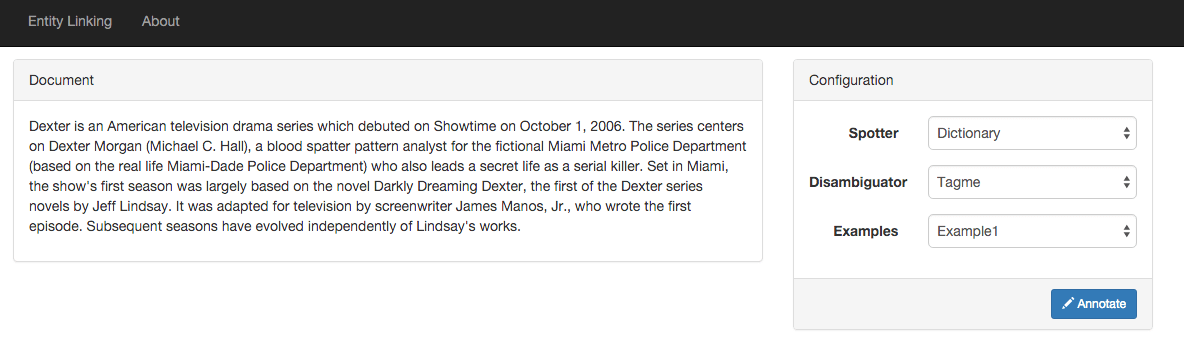 Entity Linking About
Document
Dexter is an American television drama series which debuted on Showtime on October 1, 2006. The series centers
on Dexter Morgan (Michael C. Hall), a blood spatter pattern analyst for the fictional Miami Metro Police Department
(based on the real life Miami-Dade Police Department) who also leads a secret life as a serial killer. Set in Miami,
the show's first season was largely based on the novel Darkly Dreaming Dexter, the first of the Dexter series
novels by Jeff Lindsay. It was adapted for television by screenwriter James Manos, Jr., who wrote the first
episode. Subsequent seasons have evolved independently of Lindsay's works.
Configuration
Spotter Dictionary
Disambiguator Tagme
Examples Example1
Annotate